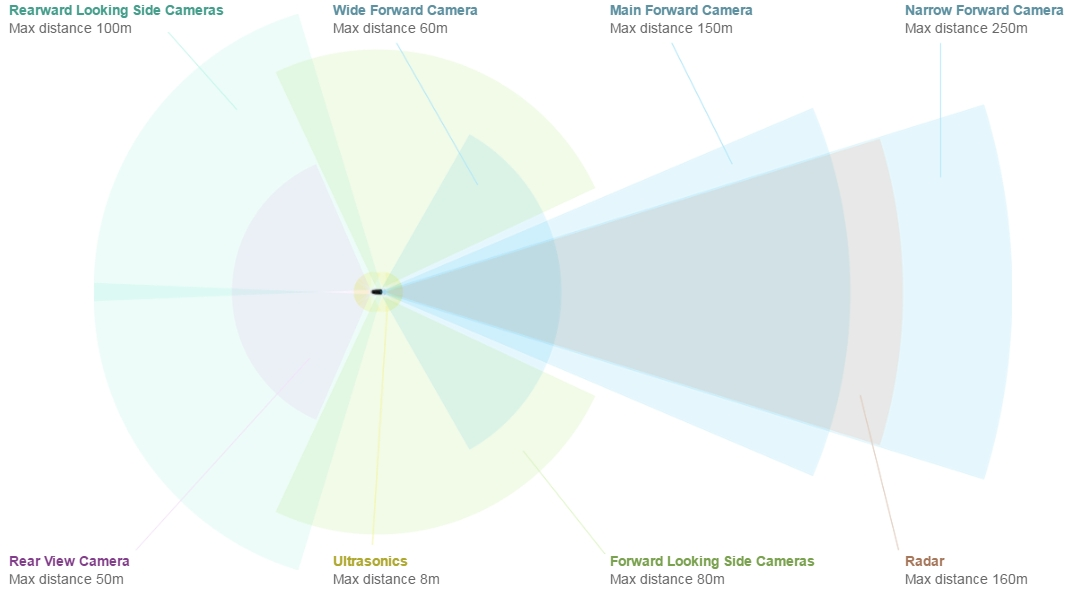 Rearward Looking Side Cameras
Max distance 100m
Wide Forward Camera
Max distance 60m
Main Forward Camera
Max distance 150m
Narrow Forward Camera
Max distance 250m
Rear View Camera
Max distance 50m
Ultrasonics
Max distance 8m
Forward Looking Side Cameras
Max distance 80m
Radar
Max distance 160m